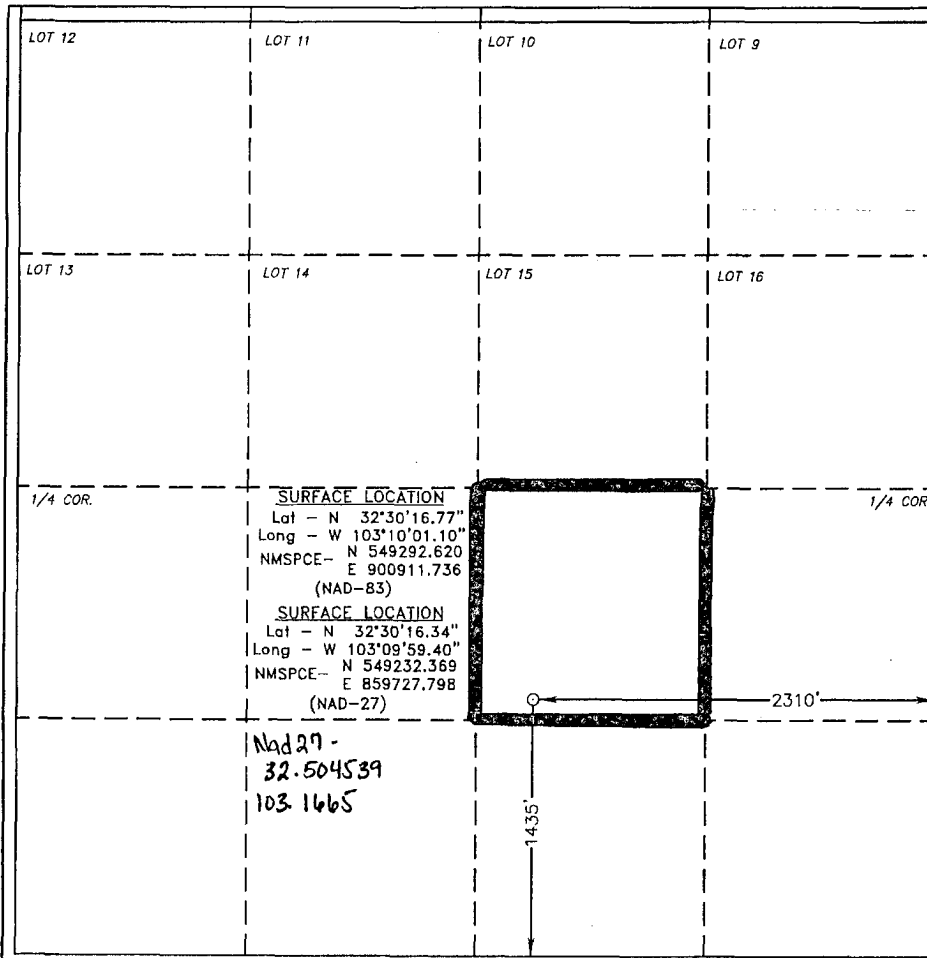 LOT 12
LOT 11
LOT 10
LOT 9
LOT 13
LOT 14
LOT 15
LOT 16
1/4 COR.
1/4 COR
SURFACE LOCATION
Lat – N 32°30'16.77"
Long – W 103°10'01.10"
NMSPCE– N 549292.620
E 900911.736
(NAD–83)
SURFACE LOCATION
Lat – N 32°30'16.34"
Long – W 103°09'59.40"
NMSPCE– N 549232.369
E 859727.798
(NAD–27)
2310'
Nad27 -
32.504539
103.1665
1435'